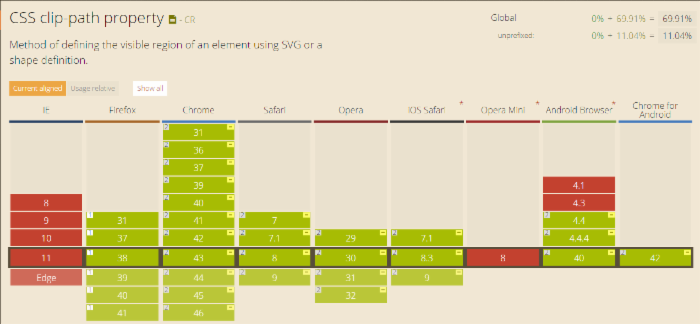 CSS clip-path property - CR
Global 0% + 69.91% = 69.91%
unprefixed: 0% + 11.04% = 11.04%
Method of defining the visible region of an element using SVG or a
shape definition.
Current aligned Usage relative Show all
IE Firefox Chrome Safari Opera iOS Safari * Opera Mini * Android Browser * Chrome for
Android
31
36
37
39 4.1
8 40 4.3
9 31 41 7 4.4
10 37 42 7.1 29 7.1 4.4.4
11 38 43 8 30 8.3 8 40 42
Edge 39 44 9 31 9
40 45 32
41 46